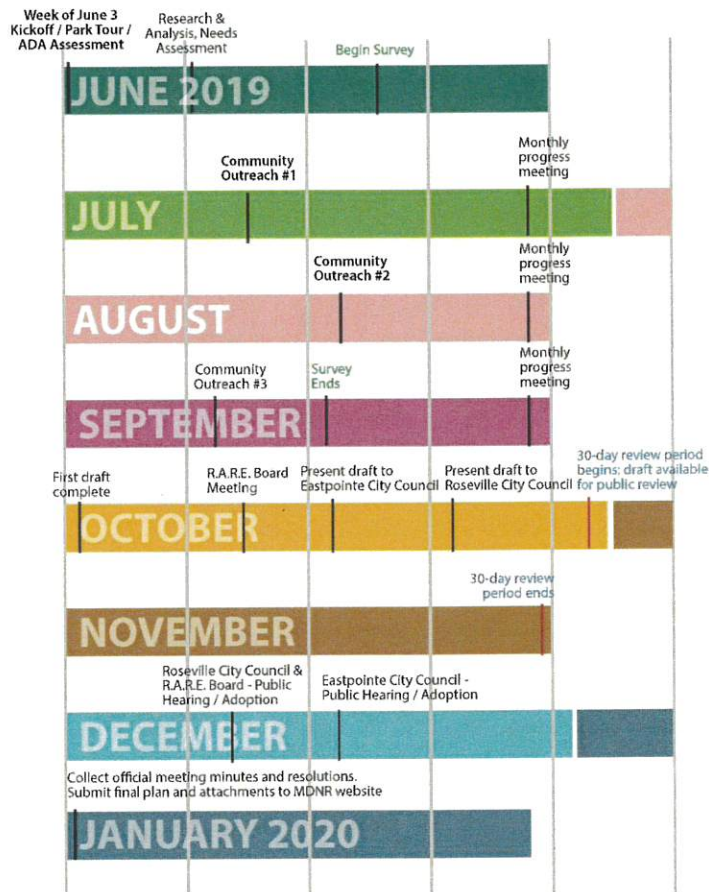 Week of June 3
Kickoff / Park Tour /
ADA Assessment
Research &
Analysis, Needs
Assessment
Begin Survey
JUNE 2019
Community
Outreach #1
Monthly
progress
meeting
JULY
Community
Outreach #2
Monthly
progress
meeting
AUGUST
Community
Outreach #3
Survey
Ends
Monthly
progress
meeting
SEPTEMBER
First draft
complete
R.A.R.E. Board
Meeting
Present draft to
Eastpointe City Council
Present draft to
Roseville City Council
30-day review period
begins; draft available
for public review
OCTOBER
30-day review
period ends
NOVEMBER
Roseville City Council &
R.A.R.E. Board - Public
Hearing / Adoption
Eastpointe City Council -
Public Hearing / Adoption
DECEMBER
Collect official meeting minutes and resolutions.
Submit final plan and attachments to MDNR website
JANUARY 2020